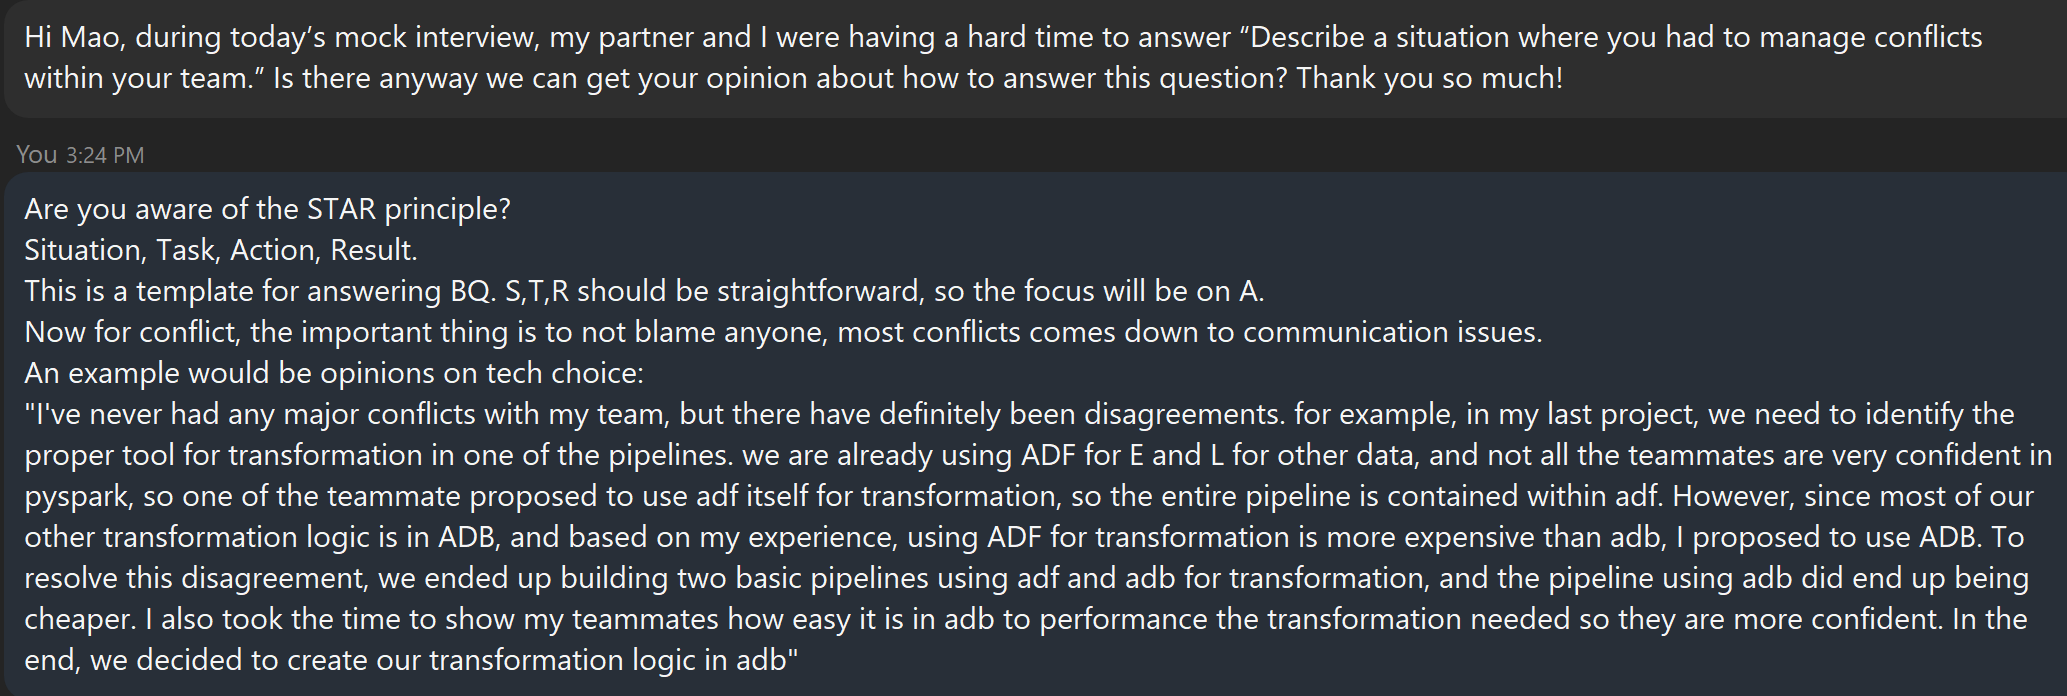 Hi Mao, during today’s mock interview, my partner and I were having a hard time to answer “Describe a situation where you had to manage conflicts
within your team.” Is there anyway we can get your opinion about how to answer this question? Thank you so much!
You 3:24 PM
Are you aware of the STAR principle?
Situation, Task, Action, Result.
This is a template for answering BQ. S,T,R should be straightforward, so the focus will be on A.
Now for conflict, the important thing is to not blame anyone, most conflicts comes down to communication issues.
An example would be opinions on tech choice:
"I've never had any major conflicts with my team, but there have definitely been disagreements. for example, in my last project, we need to identify the
proper tool for transformation in one of the pipelines. we are already using ADF for E and L for other data, and not all the teammates are very confident in
pyspark, so one of the teammate proposed to use adf itself for transformation, so the entire pipeline is contained within adf. However, since most of our
other transformation logic is in ADB, and based on my experience, using ADF for transformation is more expensive than adb, I proposed to use ADB. To
resolve this disagreement, we ended up building two basic pipelines using adf and adb for transformation, and the pipeline using adb did end up being
cheaper. I also took the time to show my teammates how easy it is in adb to performance the transformation needed so they are more confident. In the
end, we decided to create our transformation logic in adb"